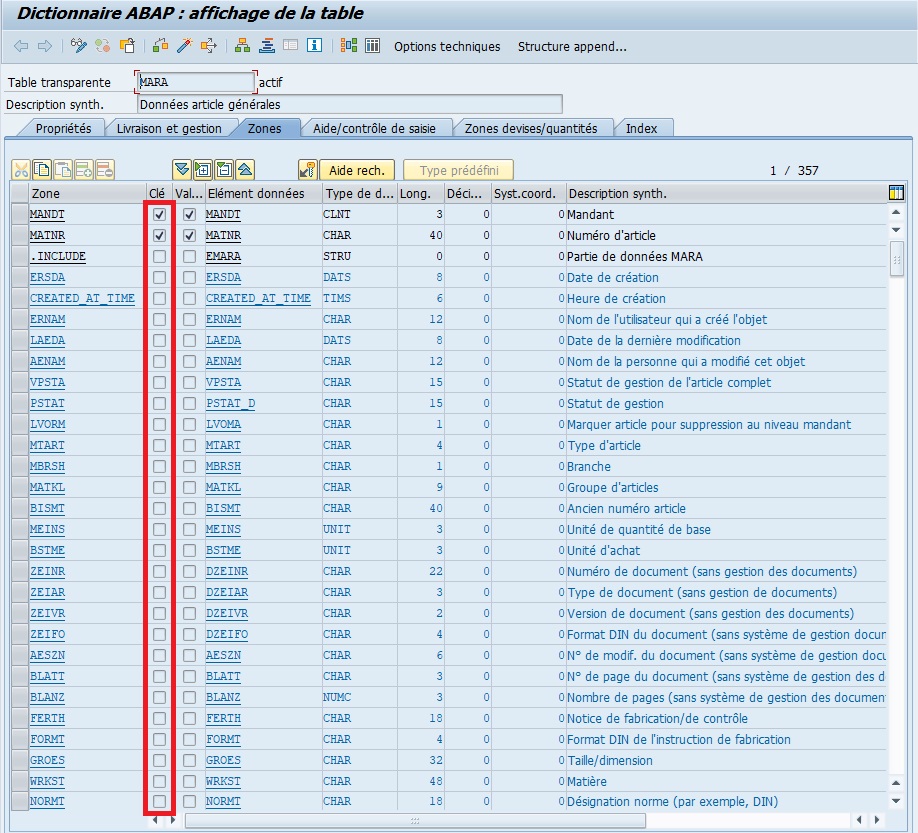 Dictionnaire ABAP : affichage de la table
Options techniques Structure append...
Table transparente MARA actif
Description synth. Données article générales
Propriétés Livraison et gestion Zones Aide/contrôle de saisie Zones devises/quantités Index
Aide rech. Type prédéfini 1 / 357
Zone Clé Val... Elément données Type de d... Long. Déci... Syst.coord. Description synth.
MANDT MANDT CLNT 3 0 0 Mandant
MATNR MATNR CHAR 40 0 0 Numéro d'article
.INCLUDE EMARA STRU 0 0 0 Partie de données MARA
ERSDA ERSDA DATS 8 0 0 Date de création
CREATED_AT_TIME CREATED_AT_TIME TIMS 6 0 0 Heure de création
ERNAM ERNAM CHAR 12 0 0 Nom de l'utilisateur qui a créé l'objet
LAEDA LAEDA DATS 8 0 0 Date de la dernière modification
AENAM AENAM CHAR 12 0 0 Nom de la personne qui a modifié cet objet
VPSTA VPSTA CHAR 15 0 0 Statut de gestion de l'article complet
PSTAT PSTAT_D CHAR 15 0 0 Statut de gestion
LVORM LVOMA CHAR 1 0 0 Marquer article pour suppression au niveau mandant
MTART MTART CHAR 4 0 0 Type d'article
MBRSH MBRSH CHAR 1 0 0 Branche
MATKL MATKL CHAR 9 0 0 Groupe d'articles
BISMT BISMT CHAR 40 0 0 Ancien numéro article
MEINS MEINS UNIT 3 0 0 Unité de quantité de base
BSTME BSTME UNIT 3 0 0 Unité d'achat
ZEINR DZEINR CHAR 22 0 0 Numéro de document (sans gestion des documents)
ZEIAR DZEIAR CHAR 3 0 0 Type de document (sans gestion de documents)
ZEIVR DZEIVR CHAR 2 0 0 Version de document (sans gestion des documents)
ZEIFO DZEIFO CHAR 4 0 0 Format DIN du document (sans système de gestion docur
AESZN AESZN CHAR 6 0 0 N° de modif. du document (sans système de gestion docu
BLATT BLATT CHAR 3 0 0 N° de page du document (sans système de gestion des d
BLANZ BLANZ NUMC 3 0 0 Nombre de pages (sans système de gestion des documen
FERTH FERTH CHAR 18 0 0 Notice de fabrication/de contrôle
FORMT FORMT CHAR 4 0 0 Format DIN de l'instruction de fabrication
GROES GROES CHAR 32 0 0 Taille/dimension
WRKST WRKST CHAR 48 0 0 Matière
NORMT NORMT CHAR 18 0 0 Désignation norme (par exemple, DIN)